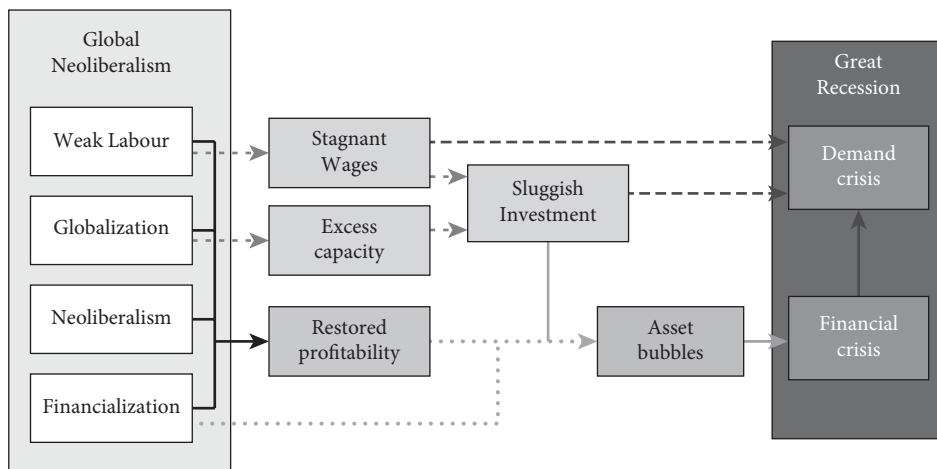 Global
Neoliberalism
Weak Labour
Globalization
Neoliberalism
Financialization
Stagnant
Wages
Excess
capacity
Restored
profitability
Sluggish
Investment
Asset
bubbles
Great
Recession
Demand
crisis
Financial
crisis